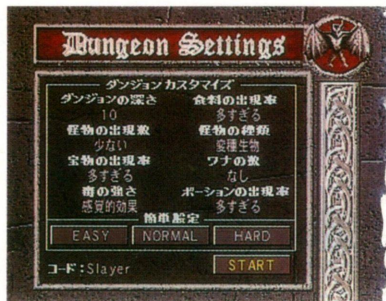 Dungeon Settings
ダンジョンカスタマイズ
ダンジョンの深さ 食料の出現率
10 多すぎる
怪物の出現数 怪物の種類
少ない 変種生物
宝物の出現率 ワナの数
多すぎる なし
毒の強さ ポーションの出現率
感覚的効果 多すぎる
簡単設定
EASY NORMAL HARD
コード:Slayer START